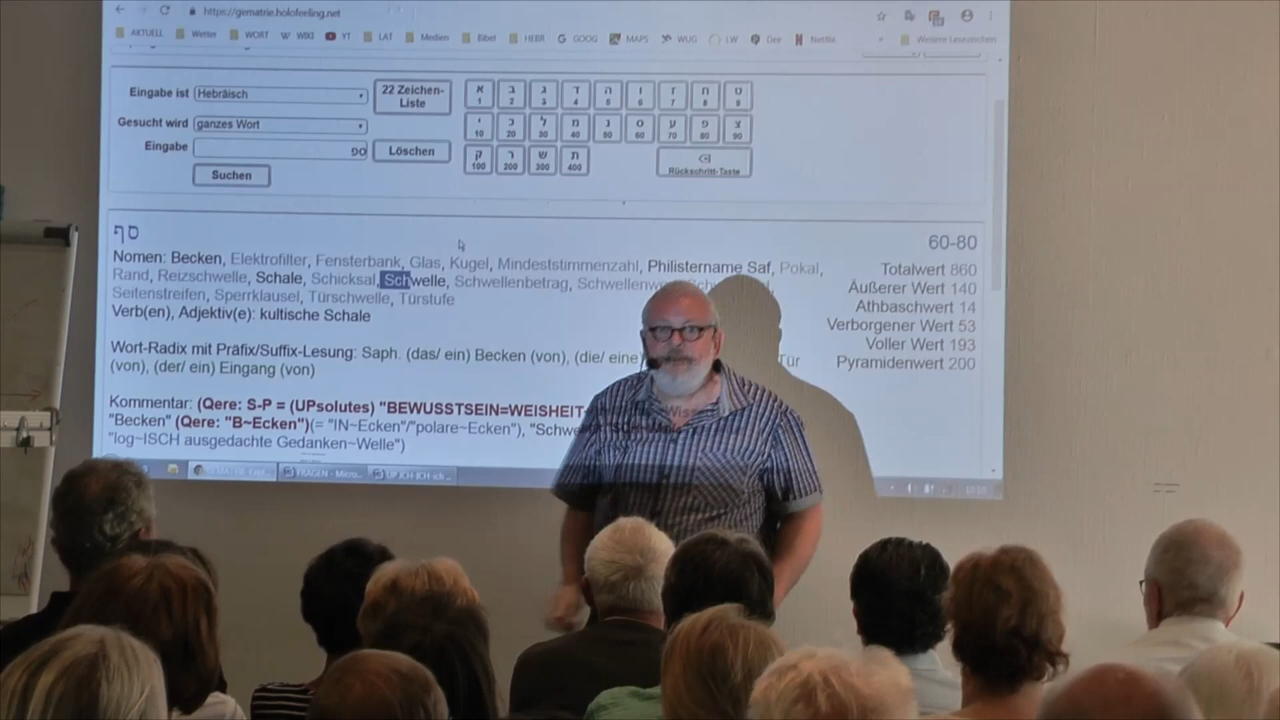 https://gematrie.holofeeling.net
AKTUELL Wetter WORT WIKI YT LAT Medien Bibel HEBR GOOG MAPS WUG LW Dee Netflix » Weitere Lesezeichen
Eingabe ist Hebräisch
22 Zeichen-Liste
Gesucht wird ganzes Wort
Eingabe סס
Löschen
Suchen
א 1 ב 2 ג 3 ד 4 ה 5 ו 6 ז 7 ח 8 ט 9
י 10 כ 20 ל 30 מ 40 נ 50 ס 60 ע 70 פ 80 צ 90
ק 100 ר 200 ש 300 ת 400 Rückschritt-Taste
סף
60-80
Nomen: Becken, Elektrofilter, Fensterbank, Glas, Kugel, Mindeststimmenzahl, Philistername Saf, Pokal,
Rand, Reizschwelle, Schale, Schicksal, Schwelle, Schwellenbetrag,
Seitenstreifen, Sperrklausel, Türschwelle, Türstufe
Verb(en), Adjektiv(e): kultische Schale
Totalwert 860
Äußerer Wert 140
Athbaschwert 14
Verborgener Wert 53
Voller Wert 193
Pyramidenwert 200
Wort-Radix mit Präfix/Suffix-Lesung: Saph. (das/ ein) Becken (von), (die/ eine) Tür
(von), (der/ ein) Eingang (von)
Kommentar: (Qere: S-P = (UPsolutes) "BEWUSSTSEIN=WEISHEIT
"Becken" (Qere: "B~Ecken")(= "IN~Ecken"/"polare~Ecken"),
"log~ISCH ausgedachte Gedanken~Welle")
FRAGEN - Micro...